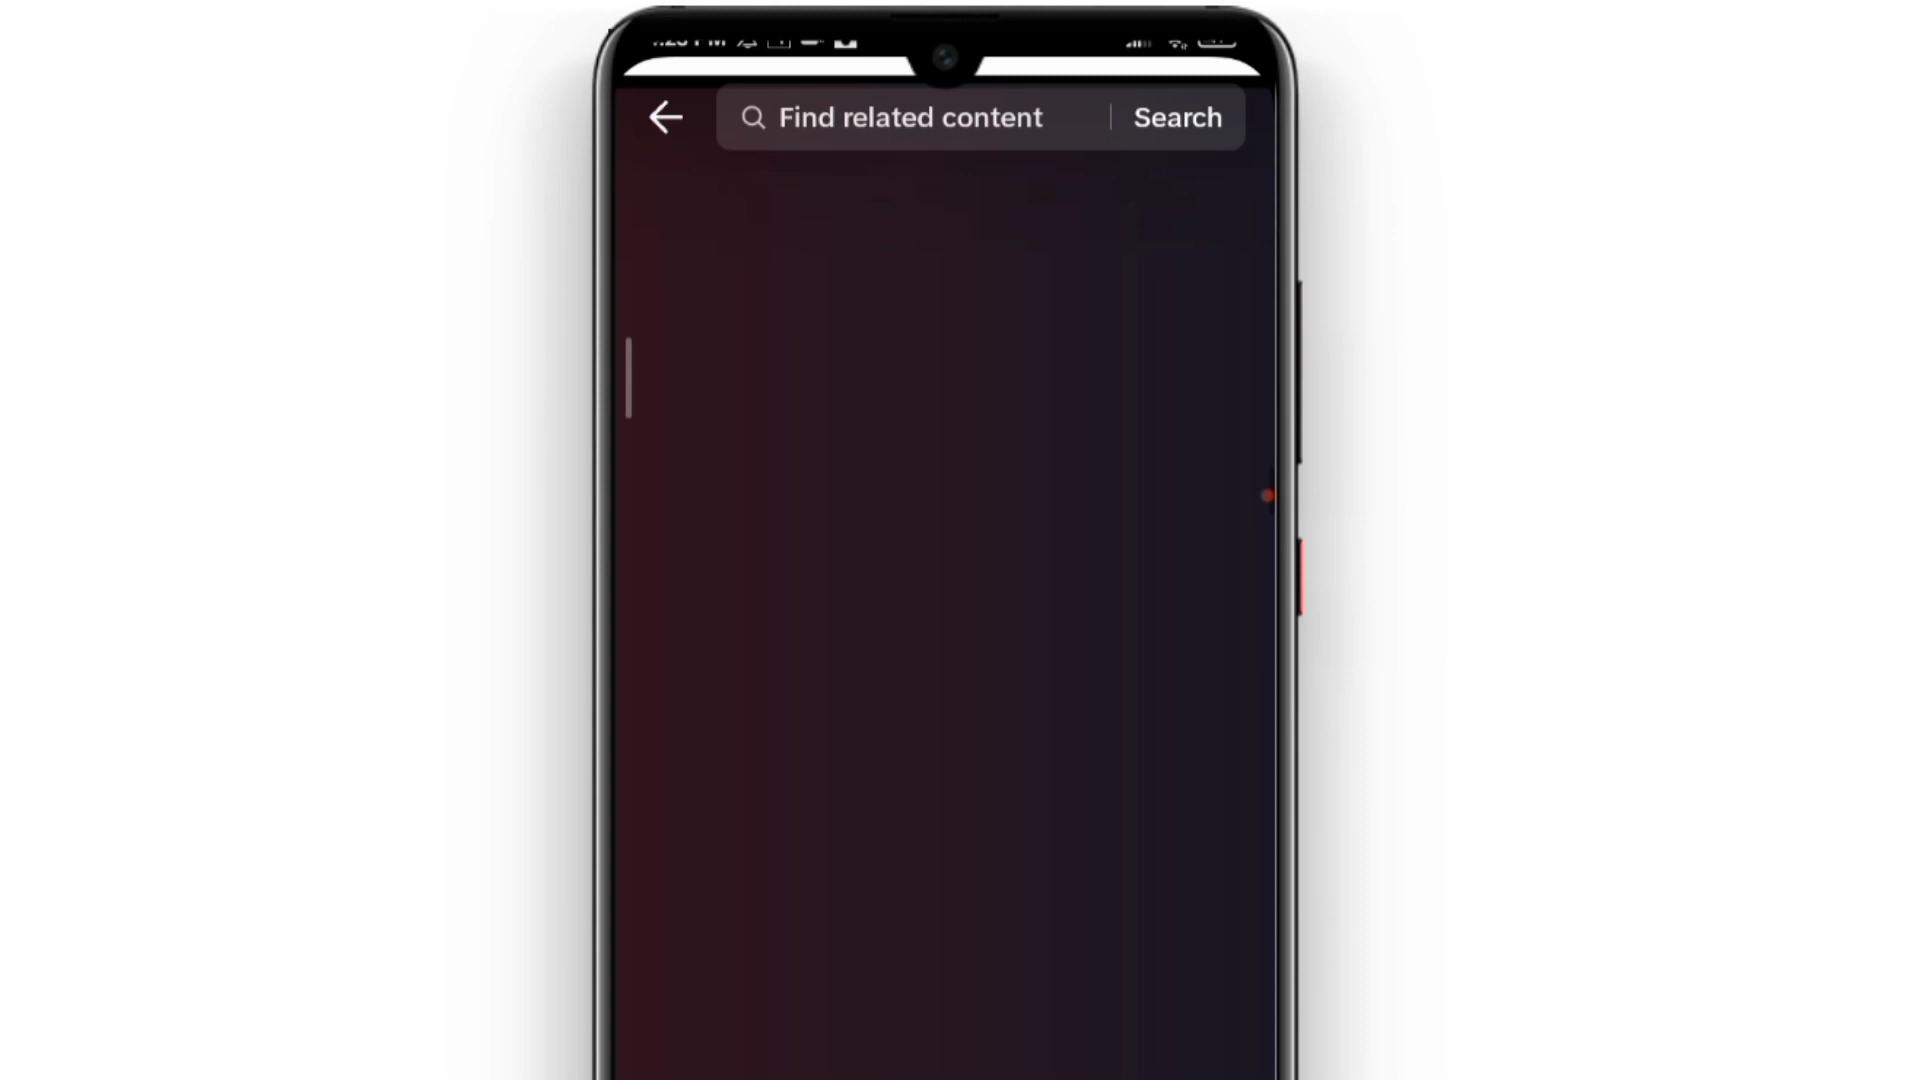 Find related content
Search